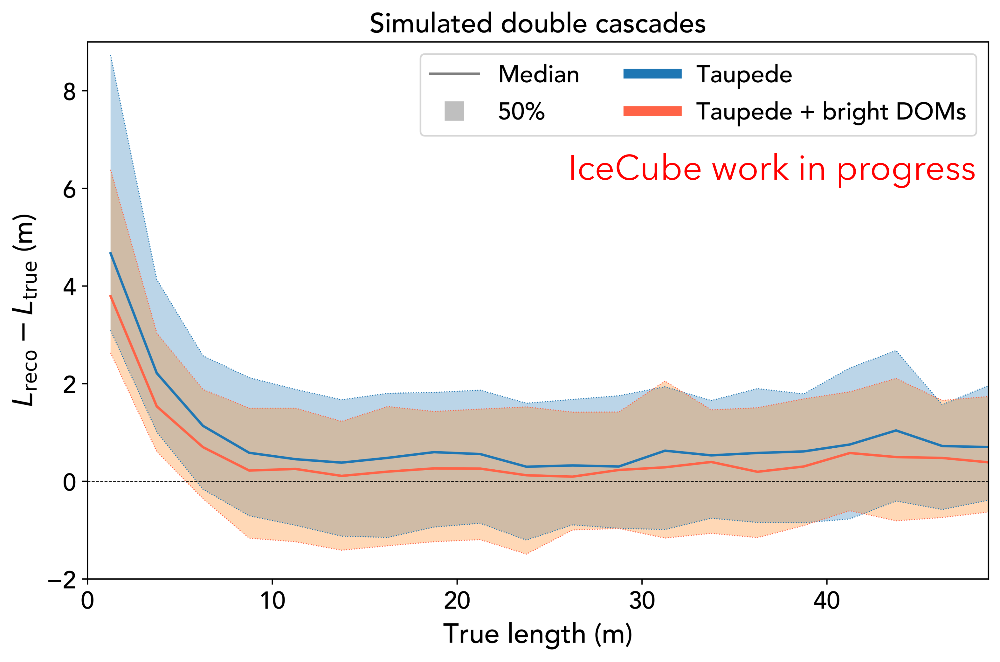 Simulated double cascades
Median
Taupede
50%
Taupede + bright DOMs
IceCube work in progress
L_reco − L_true (m)
8
6
4
2
0
−2
0
10
20
30
40
True length (m)